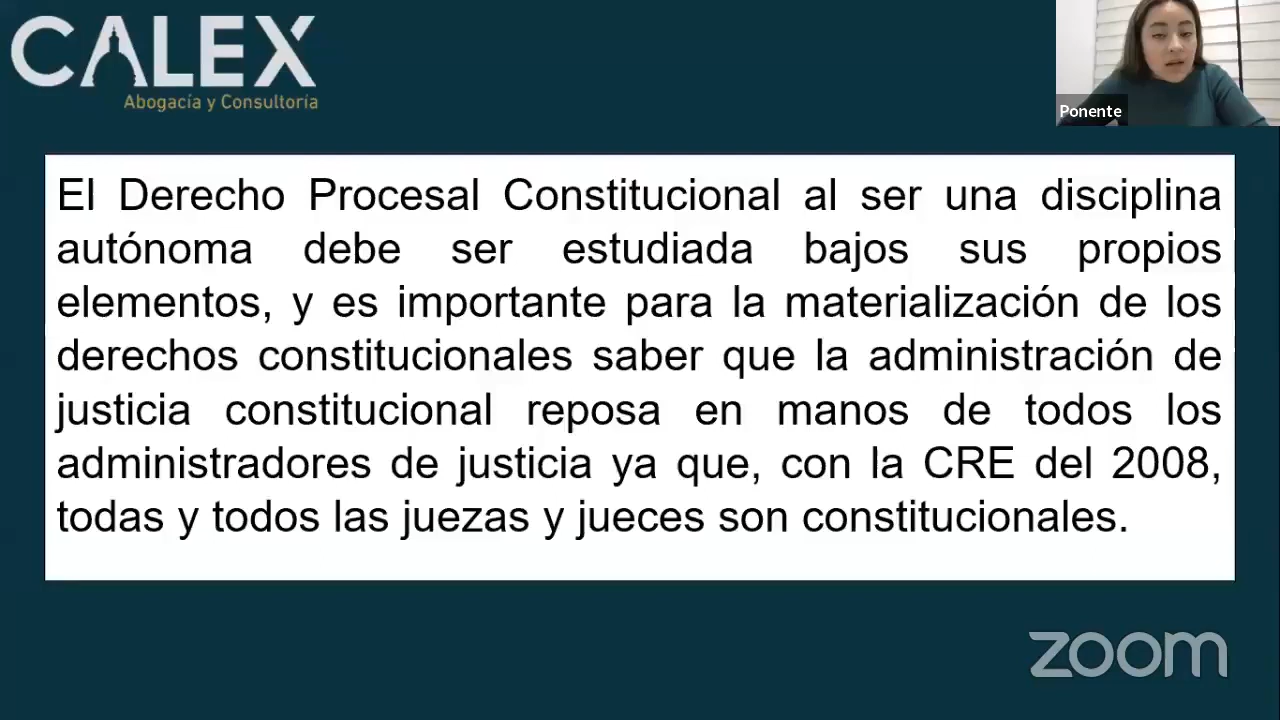 CALEX
Abogacía y Consultoría
Ponente
El Derecho Procesal Constitucional al ser una disciplina
autónoma debe ser estudiada bajos sus propios
elementos, y es importante para la materialización de los
derechos constitucionales saber que la administración de
justicia constitucional reposa en manos de todos los
administradores de justicia ya que, con la CRE del 2008,
todas y todos las juezas y jueces son constitucionales.
zoom